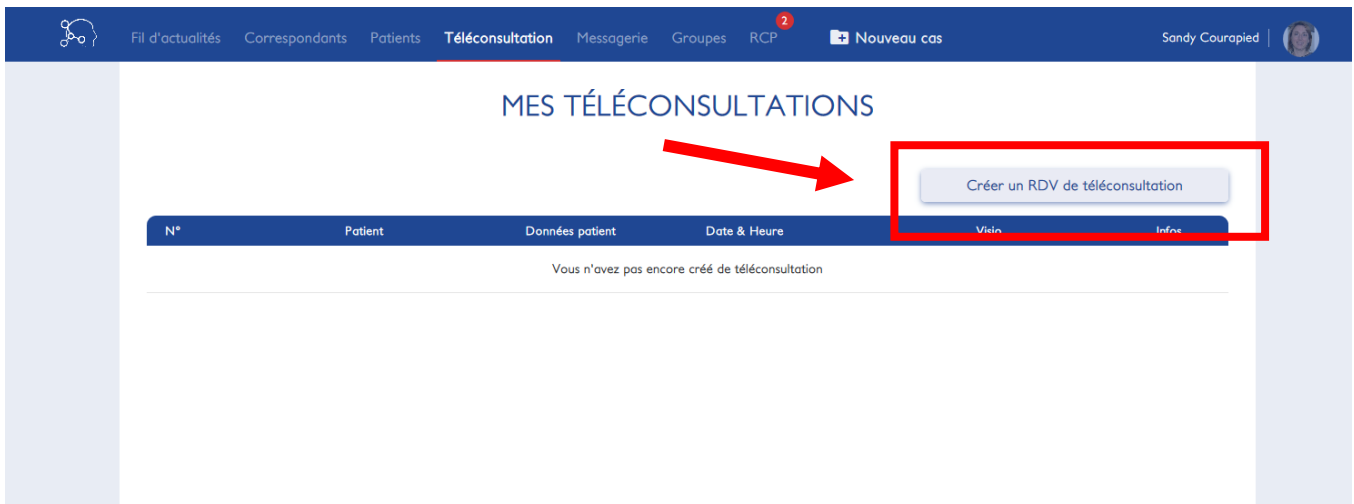 Fil d'actualités Correspondants Patients Téléconsultation Messagerie Groupes RCP 2 Nouveau cas Sandy Courapied
MES TÉLÉCONSULTATIONS
Créer un RDV de téléconsultation
N° Patient Données patient Date & Heure Visio Infos
Vous n'avez pas encore créé de téléconsultation